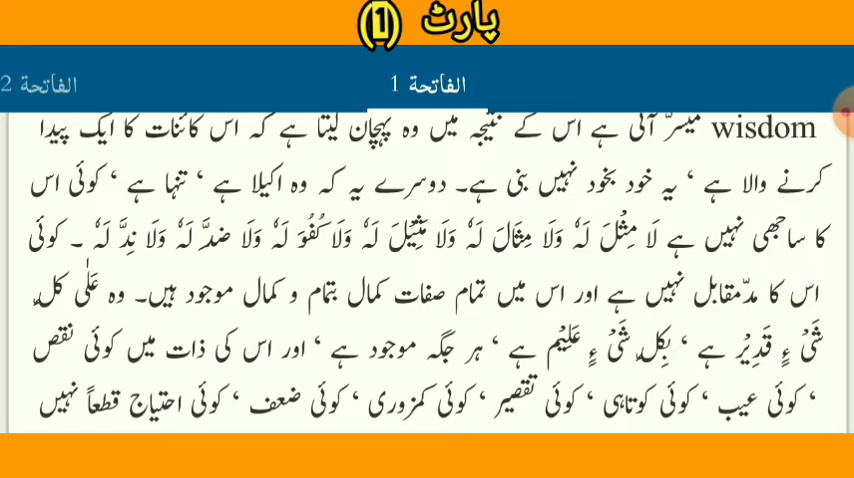 پارٹ (1)
الفاتحة 1
الفاتحة 2
wisdom میسر آتی ہے اس کے نتیجہ میں وہ پہچان لیتا ہے کہ اس کائنات کا ایک پیدا
کرنے والا ہے ‘ یہ خود بخود نہیں بنی ہے۔ دوسرے یہ کہ وہ اکیلا ہے ‘ تنہا ہے ‘ کوئی اس
کا ساجھی نہیں ہے لَا مِثْلَ لَہٗ وَلَا مِثَالَ لَہٗ وَلَا مَثِیْلَ لَہٗ وَلَا کُفُوَ لَہٗ وَلَا ضِدَّ لَہٗ وَلَا نِدَّ لَہٗ ۔ کوئی
اس کا مدّمقابل نہیں ہے اور اس میں تمام صفات کمال بتمام و کمال موجود ہیں۔ وہ عَلٰی کُلِّ
شَیْ ءٍ قَدِیْرٌ ہے ‘ بِکُلِّ شَیْ ءٍ عَلِیْمٌ ہے ‘ ہر جگہ موجود ہے ‘ اور اس کی ذات میں کوئی نقص
‘ کوئی عیب ‘ کوئی کوتاہی ‘ کوئی تقصیر ‘ کوئی کمزوری ‘ کوئی ضعف ‘ کوئی احتیاج قطعاً نہیں